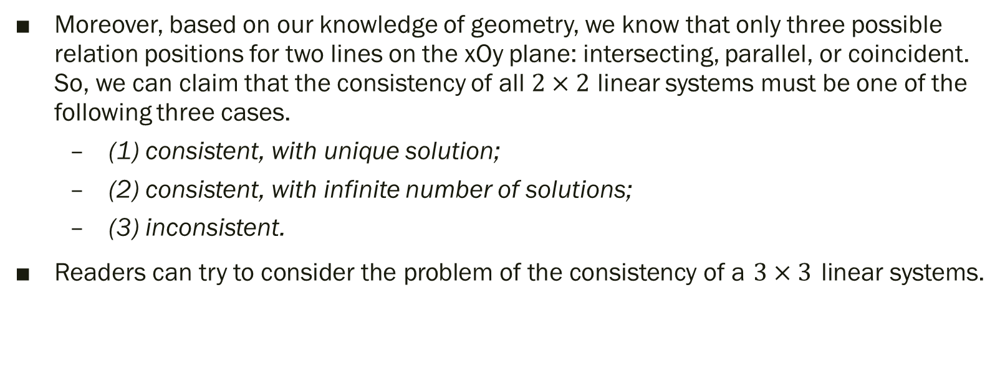 ■ Moreover, based on our knowledge of geometry, we know that only three possible
relation positions for two lines on the xOy plane: intersecting, parallel, or coincident.
So, we can claim that the consistency of all 2 × 2 linear systems must be one of the
following three cases.
– (1) consistent, with unique solution;
– (2) consistent, with infinite number of solutions;
– (3) inconsistent.
■ Readers can try to consider the problem of the consistency of a 3 × 3 linear systems.